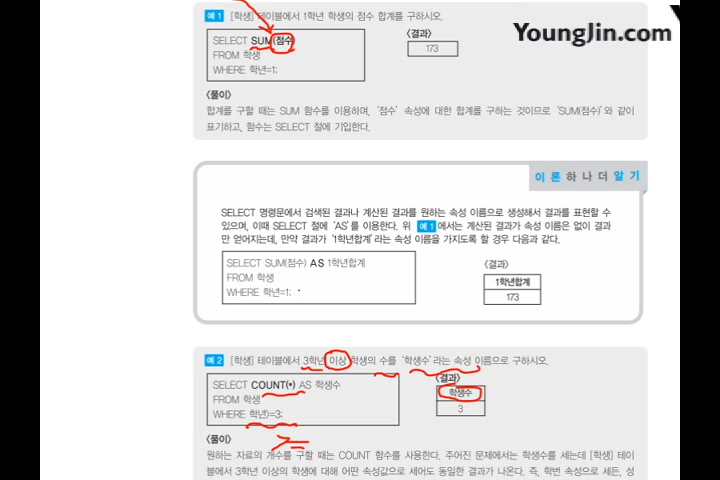 YoungJin.com
예 1 [학생] 테이블에서 1학년 학생의 점수 합계를 구하시오.
SELECT SUM(점수)
FROM 학생
WHERE 학년=1;
<결과>
173
<풀이>
합계를 구할 때는 SUM 함수를 이용하며, ‘점수’ 속성에 대한 합계를 구하는 것이므로 ‘SUM(점수)’와 같이
표기하고, 함수는 SELECT 절에 기입한다.
이 론 하 나 더 알 기
SELECT 명령문에서 검색된 결과나 계산된 결과를 원하는 속성 이름으로 생성해서 결과를 표현할 수
있으며, 이때 SELECT 절에 ‘AS’를 이용한다. 위 예 1 에서는 계산된 결과가 속성 이름은 없이 결과
만 얻어지는데, 만약 결과가 ‘1학년합계’라는 속성 이름을 가지도록 할 경우 다음과 같다.
SELECT SUM(점수) AS 1학년합계
FROM 학생
WHERE 학년=1;
<결과>
1학년합계
173
예 2 [학생] 테이블에서 3학년 이상 학생의 수를 ‘학생수’라는 속성 이름으로 구하시오.
SELECT COUNT(*) AS 학생수
FROM 학생
WHERE 학년>=3;
<결과>
학생수
3
<풀이>
>=
원하는 자료의 개수를 구할 때는 COUNT 함수를 사용한다. 주어진 문제에서는 학생수를 세는데 [학생] 테이
블에서 3학년 이상의 학생에 대해 어떤 속성값으로 세어도 동일한 결과가 나온다. 즉, 학번 속성으로 세든, 성